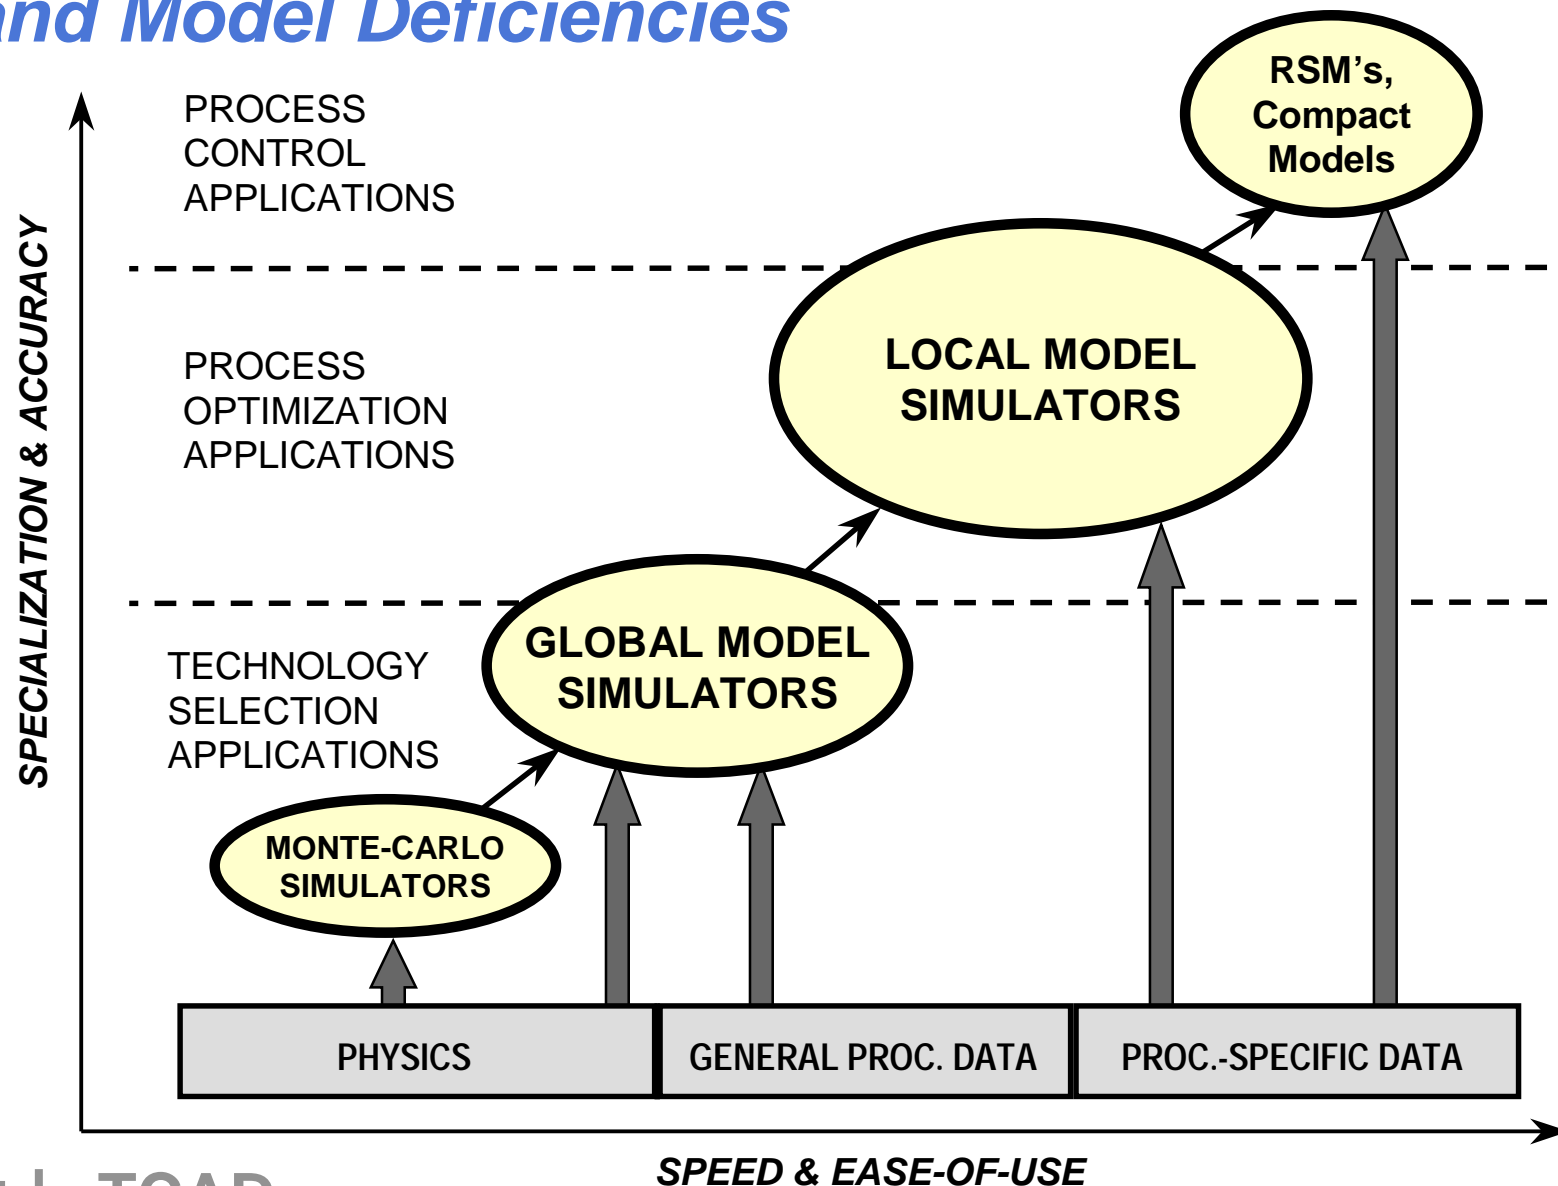 and Model Deficiencies
PROCESS
CONTROL
APPLICATIONS
RSM's,
Compact
Models
PROCESS
OPTIMIZATION
APPLICATIONS
LOCAL MODEL
SIMULATORS
SPECIALIZATION & ACCURACY
TECHNOLOGY
SELECTION
APPLICATIONS
GLOBAL MODEL
SIMULATORS
MONTE-CARLO
SIMULATORS
PHYSICS
GENERAL PROC. DATA
PROC.-SPECIFIC DATA
SPEED & EASE-OF-USE
TCAD